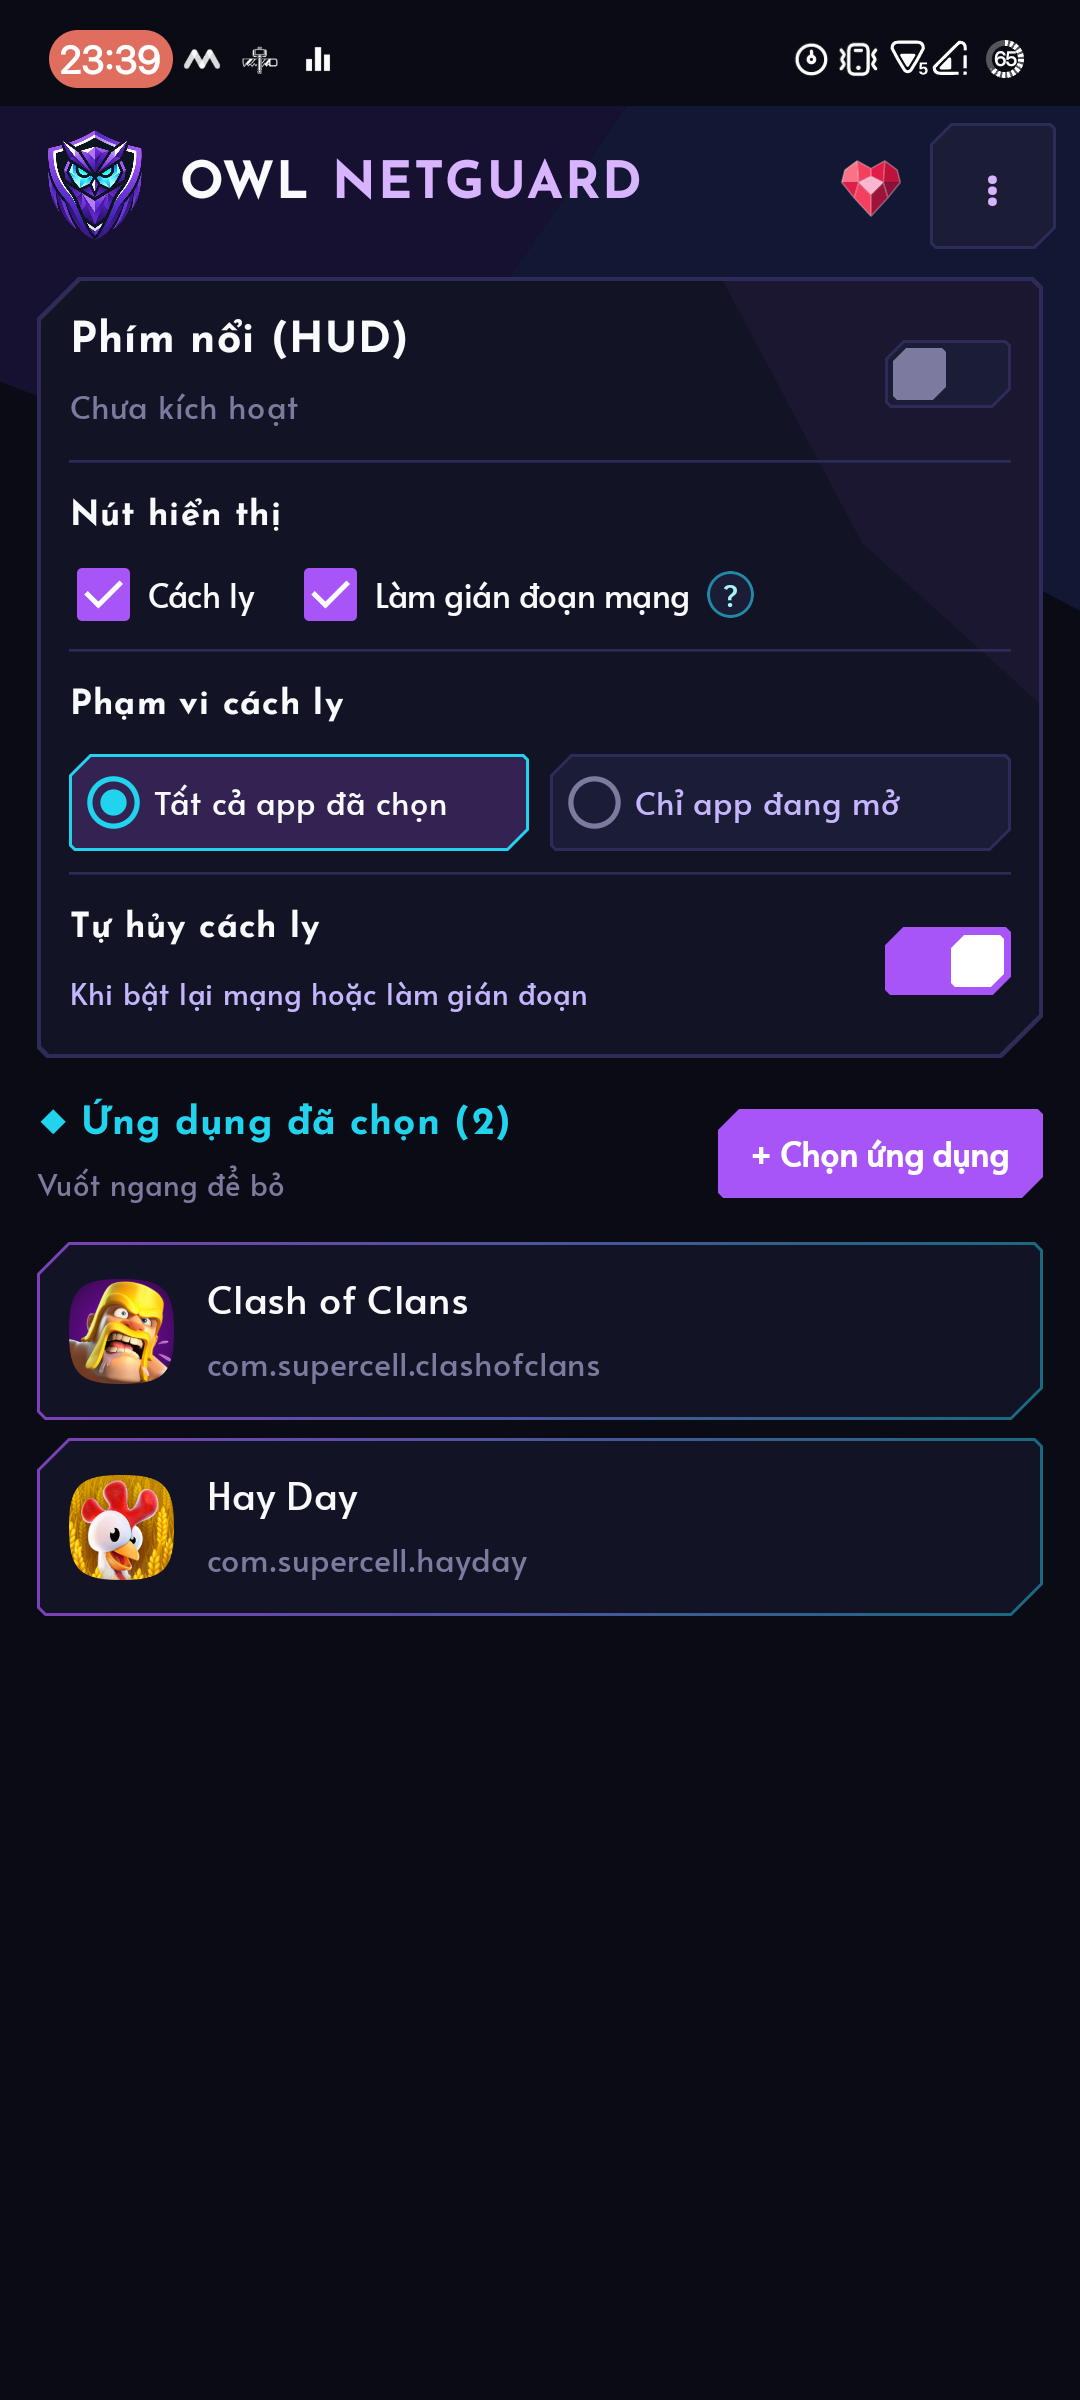 23:39
5
65
OWL NETGUARD
Phím nổi (HUD)
Chưa kích hoạt
Nút hiển thị
Cách ly
Làm gián đoạn mạng
?
Phạm vi cách ly
Tất cả app đã chọn
Chỉ app đang mở
Tự hủy cách ly
Khi bật lại mạng hoặc làm gián đoạn
Ứng dụng đã chọn (2)
Vuốt ngang để bỏ
+ Chọn ứng dụng
Clash of Clans
com.supercell.clashofclans
Hay Day
com.supercell.hayday